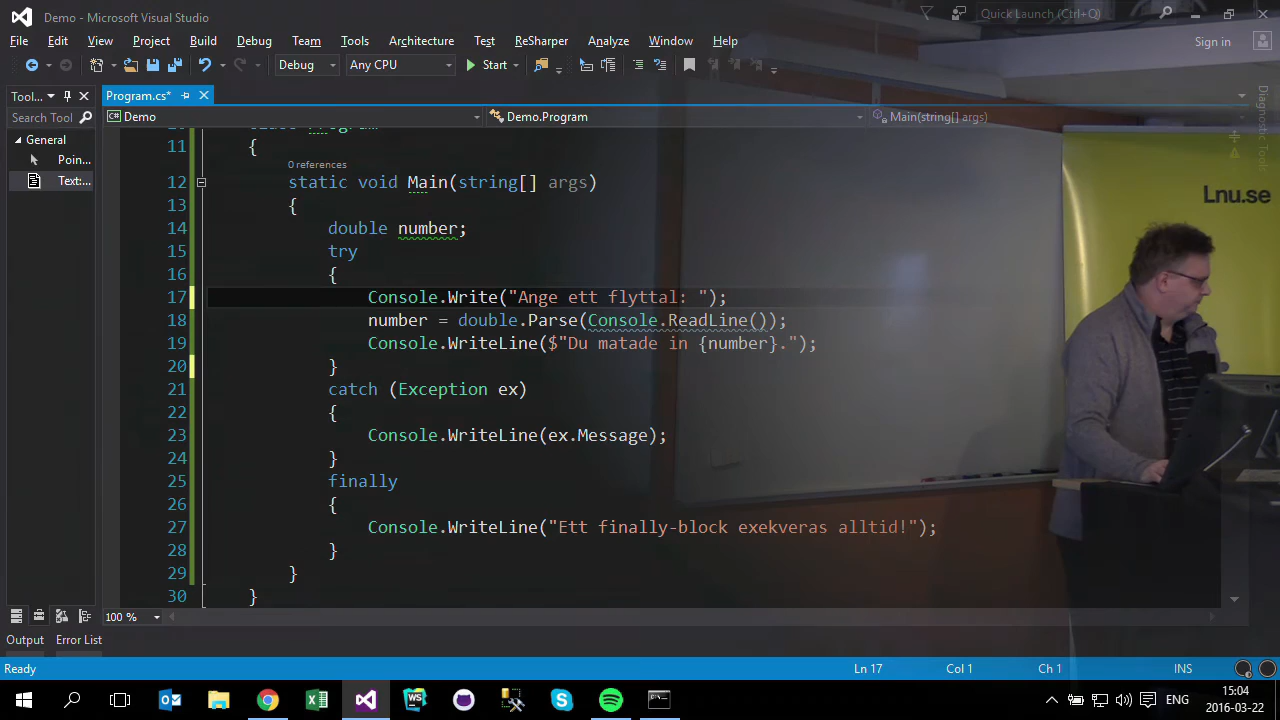 Demo - Microsoft Visual Studio
Quick Launch (Ctrl+Q)
File Edit View Project Build Debug Team Tools Architecture Test ReSharper Analyze Window Help
Sign in
Debug Any CPU Start
Tool...
Program.cs*
Search Tool
Demo
Demo.Program
Main(string[] args)
General
Poin...
Text:...
Diagnostic Tools
Lnu.se
11 {
0 references
12 static void Main(string[] args)
13 {
14 double number;
15 try
16 {
17 Console.Write("Ange ett flyttal: ");
18 number = double.Parse(Console.ReadLine());
19 Console.WriteLine($"Du matade in {number}.");
20 }
21 catch (Exception ex)
22 {
23 Console.WriteLine(ex.Message);
24 }
25 finally
26 {
27 Console.WriteLine("Ett finally-block exekveras alltid!");
28 }
29 }
30 }
100 %
Output Error List
Ready Ln 17 Col 1 Ch 1 INS
ENG
15:04
2016-03-22